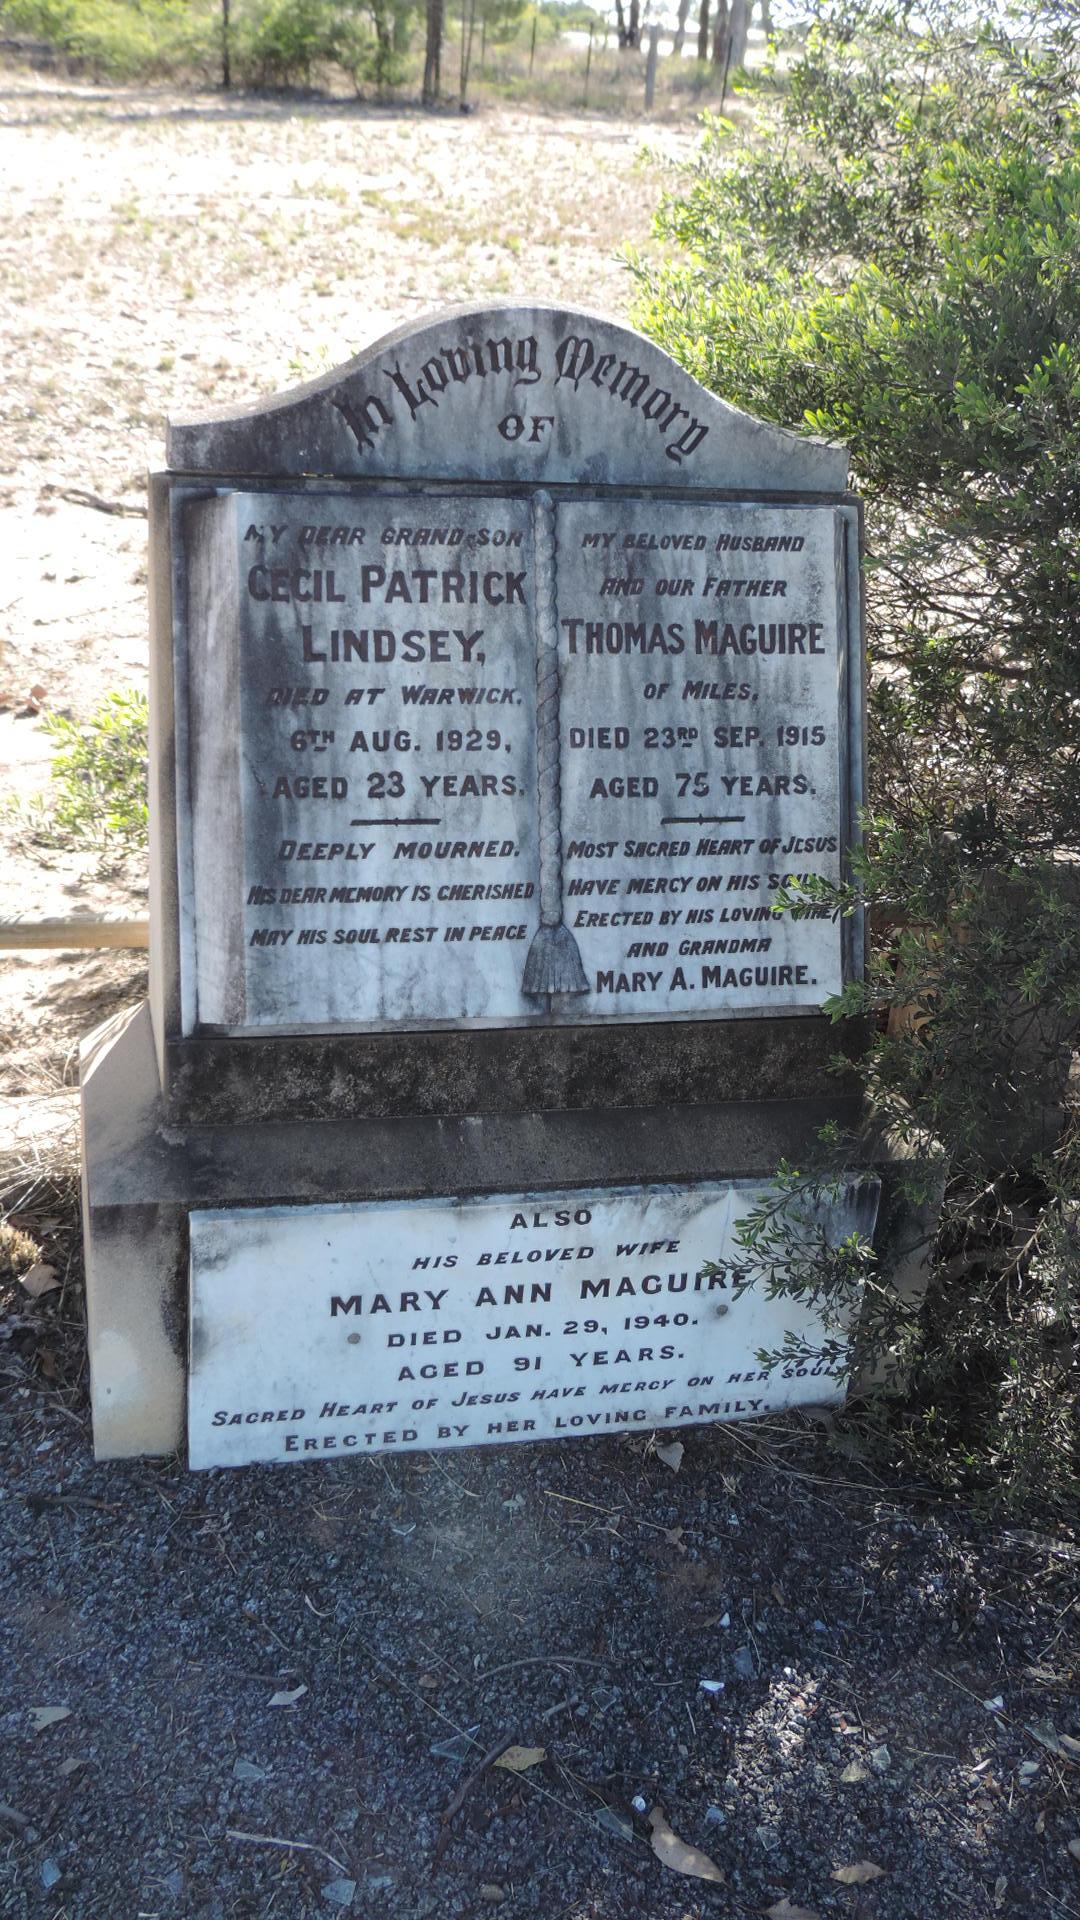 In Loving Memory
OF
MY DEAR GRAND-SON
CECIL PATRICK
LINDSEY,
DIED AT WARWICK,
6TH AUG. 1929,
AGED 23 YEARS.
DEEPLY MOURNED.
HIS DEAR MEMORY IS CHERISHED
MAY HIS SOUL REST IN PEACE
MY BELOVED HUSBAND
AND OUR FATHER
THOMAS MAGUIRE
OF MILES,
DIED 23RD SEP. 1915
AGED 75 YEARS.
MOST SACRED HEART OF JESUS
HAVE MERCY ON HIS SOUL
ERECTED BY HIS LOVING WIFE,
AND GRANDMA
MARY A. MAGUIRE.
ALSO
HIS BELOVED WIFE
MARY ANN MAGUIRE
DIED JAN. 29, 1940.
AGED 91 YEARS.
SACRED HEART OF JESUS HAVE MERCY ON HER SOUL
ERECTED BY HER LOVING FAMILY.